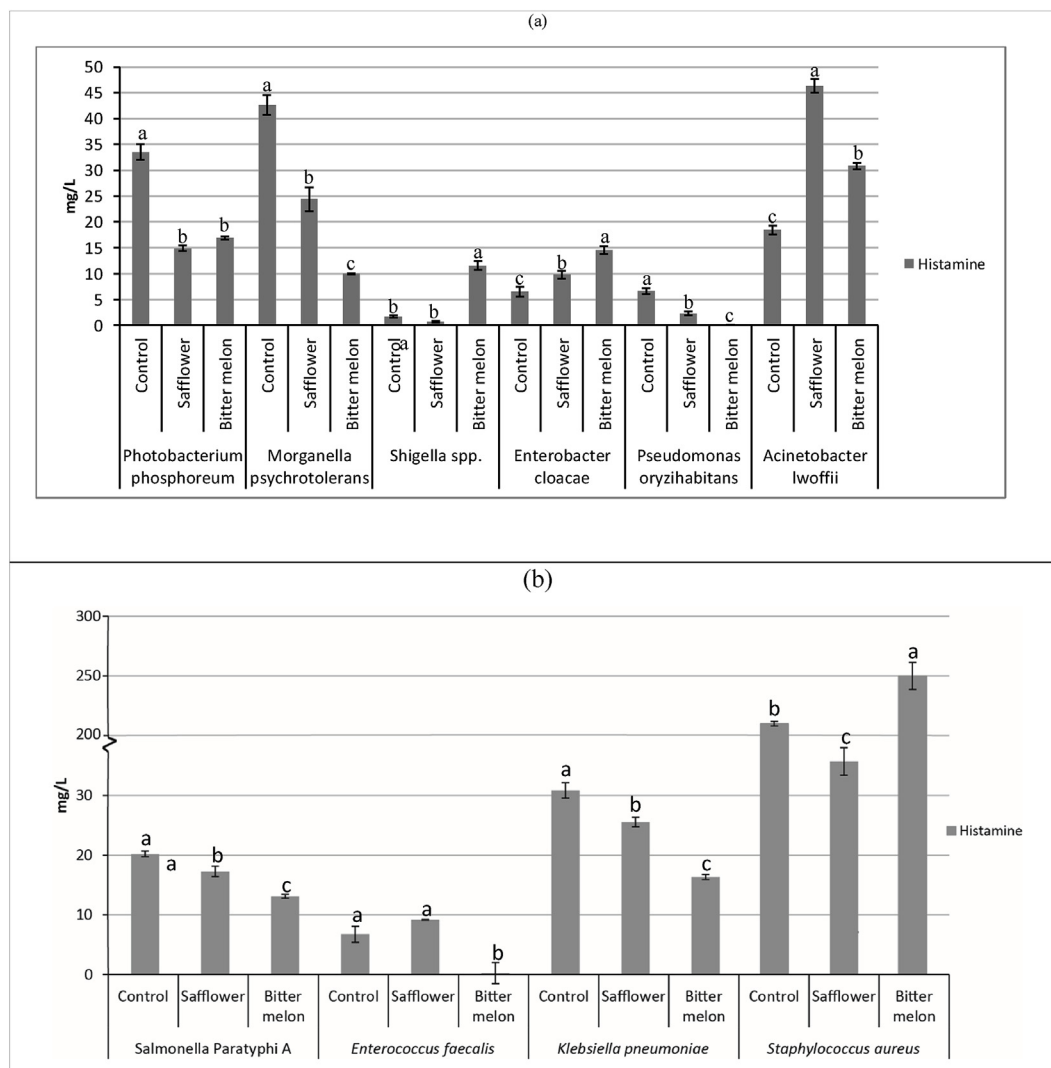 (a)
50
45
40
35
30
25
20
15
10
5
0
mg/L
a
b
b
a
b
c
b
b
a
c
b
a
a
b
c
c
a
b
Histamine
Control
Safflower
Bitter melon
Control
Safflower
Bitter melon
Control
a
Safflower
Bitter melon
Control
Safflower
Bitter melon
Control
Safflower
Bitter melon
Control
Safflower
Bitter melon
Photobacterium
phosphoreum
Morganella
psychrotolerans
Shigella spp.
Enterobacter
cloacae
Pseudomonas
oryzihabitans
Acinetobacter
lwoffii
(b)
300
250
200
30
20
10
0
mg/L
a
a
b
c
a
a
b
a
b
c
b
c
a
Histamine
Control
Safflower
Bitter
melon
Control
Safflower
Bitter
melon
Control
Safflower
Bitter
melon
Control
Safflower
Bitter
melon
Salmonella Paratyphi A
Enterococcus faecalis
Klebsiella pneumoniae
Staphylococcus aureus